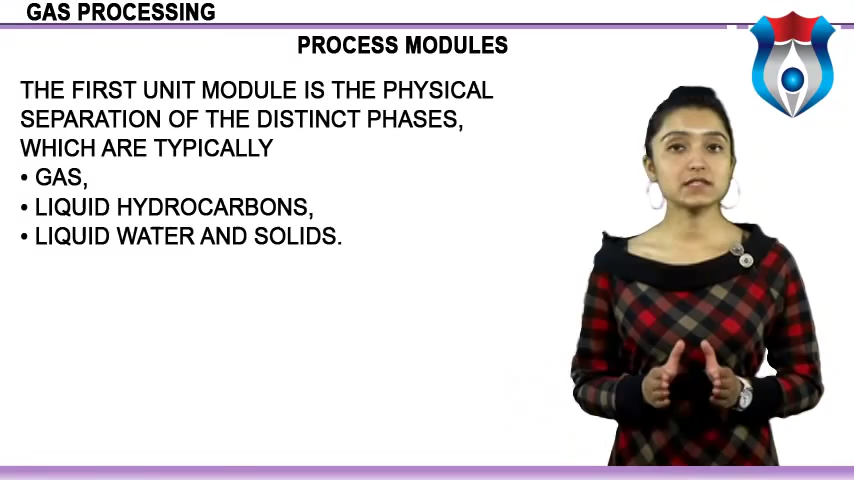 GAS PROCESSING
PROCESS MODULES
THE FIRST UNIT MODULE IS THE PHYSICAL
SEPARATION OF THE DISTINCT PHASES,
WHICH ARE TYPICALLY
• GAS,
• LIQUID HYDROCARBONS,
• LIQUID WATER AND SOLIDS.